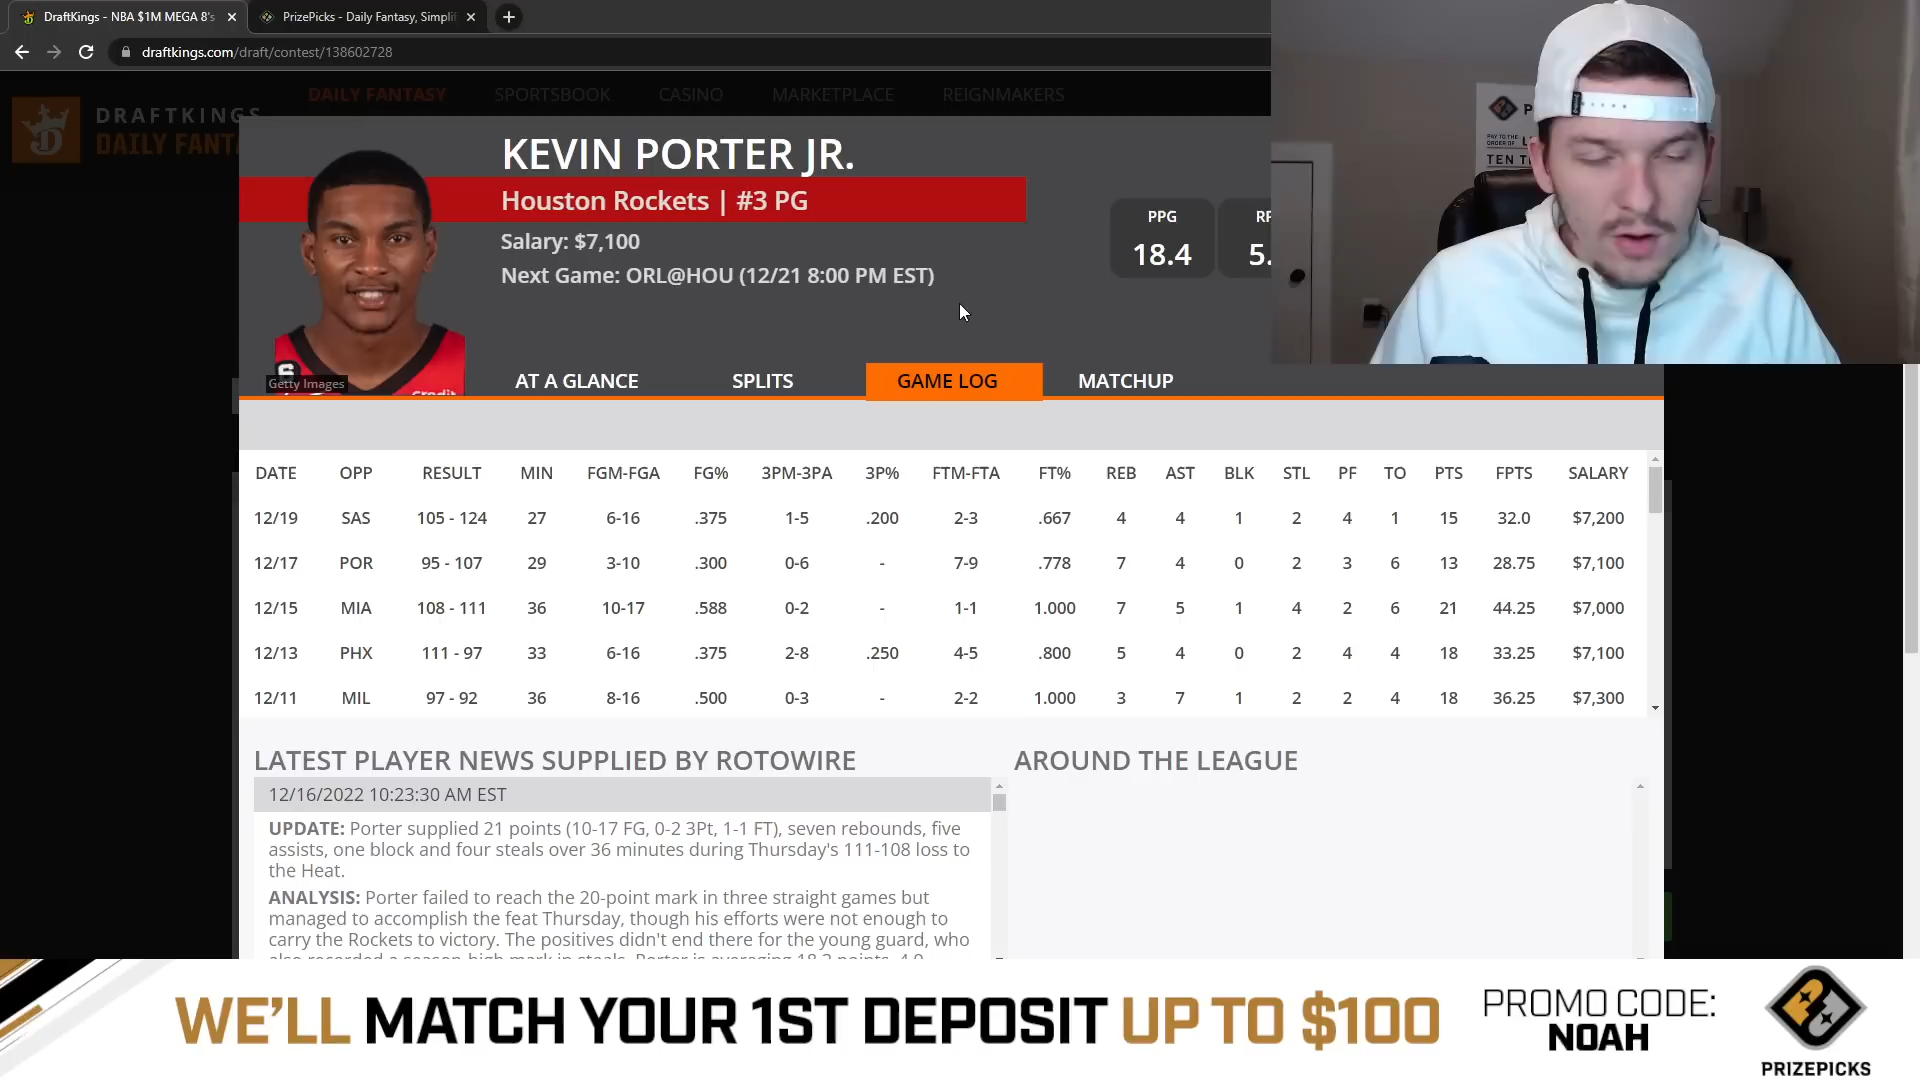 DraftKings - NBA $1M MEGA 8's
PrizePicks - Daily Fantasy, Simplif
draftkings.com/draft/contest/138602728
DRAFTKINGS
DAILY FANTA
DAILY FANTASY SPORTSBOOK CASINO MARKETPLACE REIGNMAKERS
KEVIN PORTER JR.
Houston Rockets | #3 PG
Salary: $7,100
Next Game: ORL@HOU (12/21 8:00 PM EST)
PPG
18.4
RP
5.
PAY TO THE
ORDER OF
TEN T
Getty Images
AT A GLANCE SPLITS GAME LOG MATCHUP
DATE OPP RESULT MIN FGM-FGA FG% 3PM-3PA 3P% FTM-FTA FT% REB AST BLK STL PF TO PTS FPTS SALARY
12/19 SAS 105 - 124 27 6-16 .375 1-5 .200 2-3 .667 4 4 1 2 4 1 15 32.0 $7,200
12/17 POR 95 - 107 29 3-10 .300 0-6 - 7-9 .778 7 4 0 2 3 6 13 28.75 $7,100
12/15 MIA 108 - 111 36 10-17 .588 0-2 - 1-1 1.000 7 5 1 4 2 6 21 44.25 $7,000
12/13 PHX 111 - 97 33 6-16 .375 2-8 .250 4-5 .800 5 4 0 2 4 4 18 33.25 $7,100
12/11 MIL 97 - 92 36 8-16 .500 0-3 - 2-2 1.000 3 7 1 2 2 4 18 36.25 $7,300
LATEST PLAYER NEWS SUPPLIED BY ROTOWIRE
12/16/2022 10:23:30 AM EST
UPDATE: Porter supplied 21 points (10-17 FG, 0-2 3Pt, 1-1 FT), seven rebounds, five
assists, one block and four steals over 36 minutes during Thursday's 111-108 loss to
the Heat.
ANALYSIS: Porter failed to reach the 20-point mark in three straight games but
managed to accomplish the feat Thursday, though his efforts were not enough to
carry the Rockets to victory. The positives didn't end there for the young guard, who
AROUND THE LEAGUE
WE'LL MATCH YOUR 1ST DEPOSIT UP TO $100
PROMO CODE:
NOAH
PRIZEPICKS